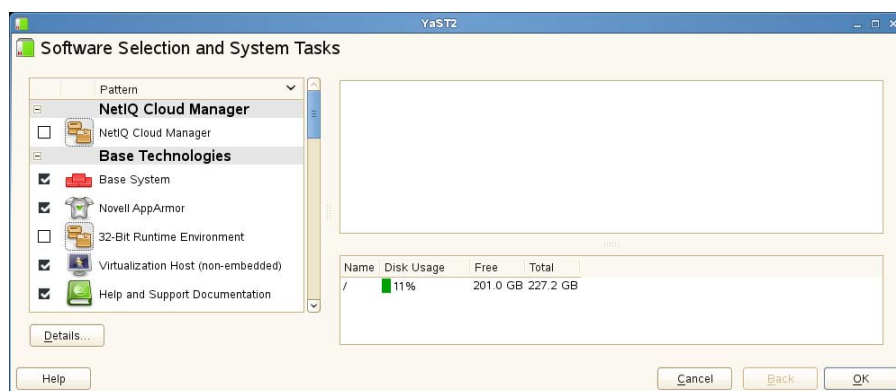 YaST2
Software Selection and System Tasks
Pattern
NetIQ Cloud Manager
NetIQ Cloud Manager
Base Technologies
Base System
Novell AppArmor
32-Bit Runtime Environment
Virtualization Host (non-embedded)
Help and Support Documentation
Name Disk Usage Free Total
/ 11% 201.0 GB 227.2 GB
Details...
Help Cancel Back OK